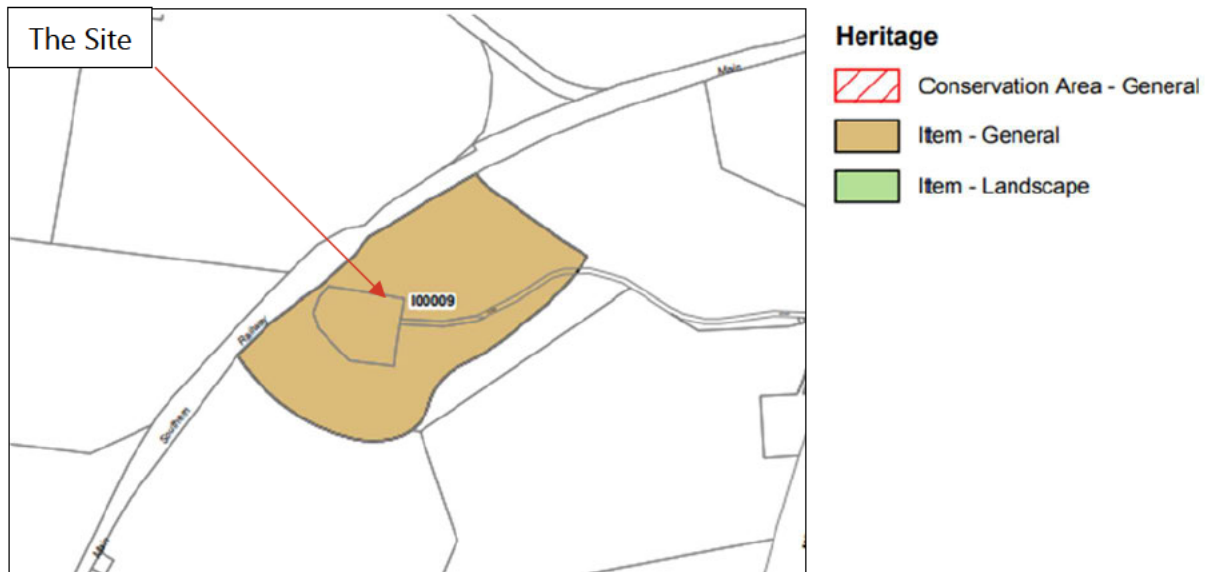 The Site
Main
I00009
Railway
Southern
Main
Heritage
Conservation Area - General
Item - General
Item - Landscape